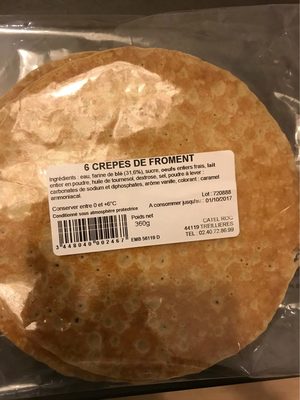 6 CREPES DE FROMENT
Ingrédients : eau, farine de blé (31,6%), sucre, oeufs entiers frais, lait
entier en poudre, huile de tournesol, dextrose, sel, poudre à lever :
carbonates de sodium et diphosphates, arôme vanille, colorant : caramel
ammoniacal.
Conserver entre 0 et +6°C
Conditionné sous atmosphère protectrice
Lot : 720888
A consommer jusqu'au : 01/10/2017
Poids net
360g
CATEL ROC
44119 TREILLIERES
TEL : 02.40.72.86.99
3 448040 002467
EMB 56119 D